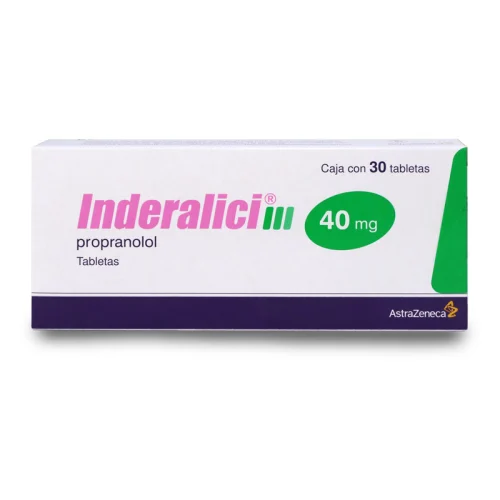 Caja con 30 tabletas
Inderalici®
40 mg
propranolol
Tabletas
AstraZeneca